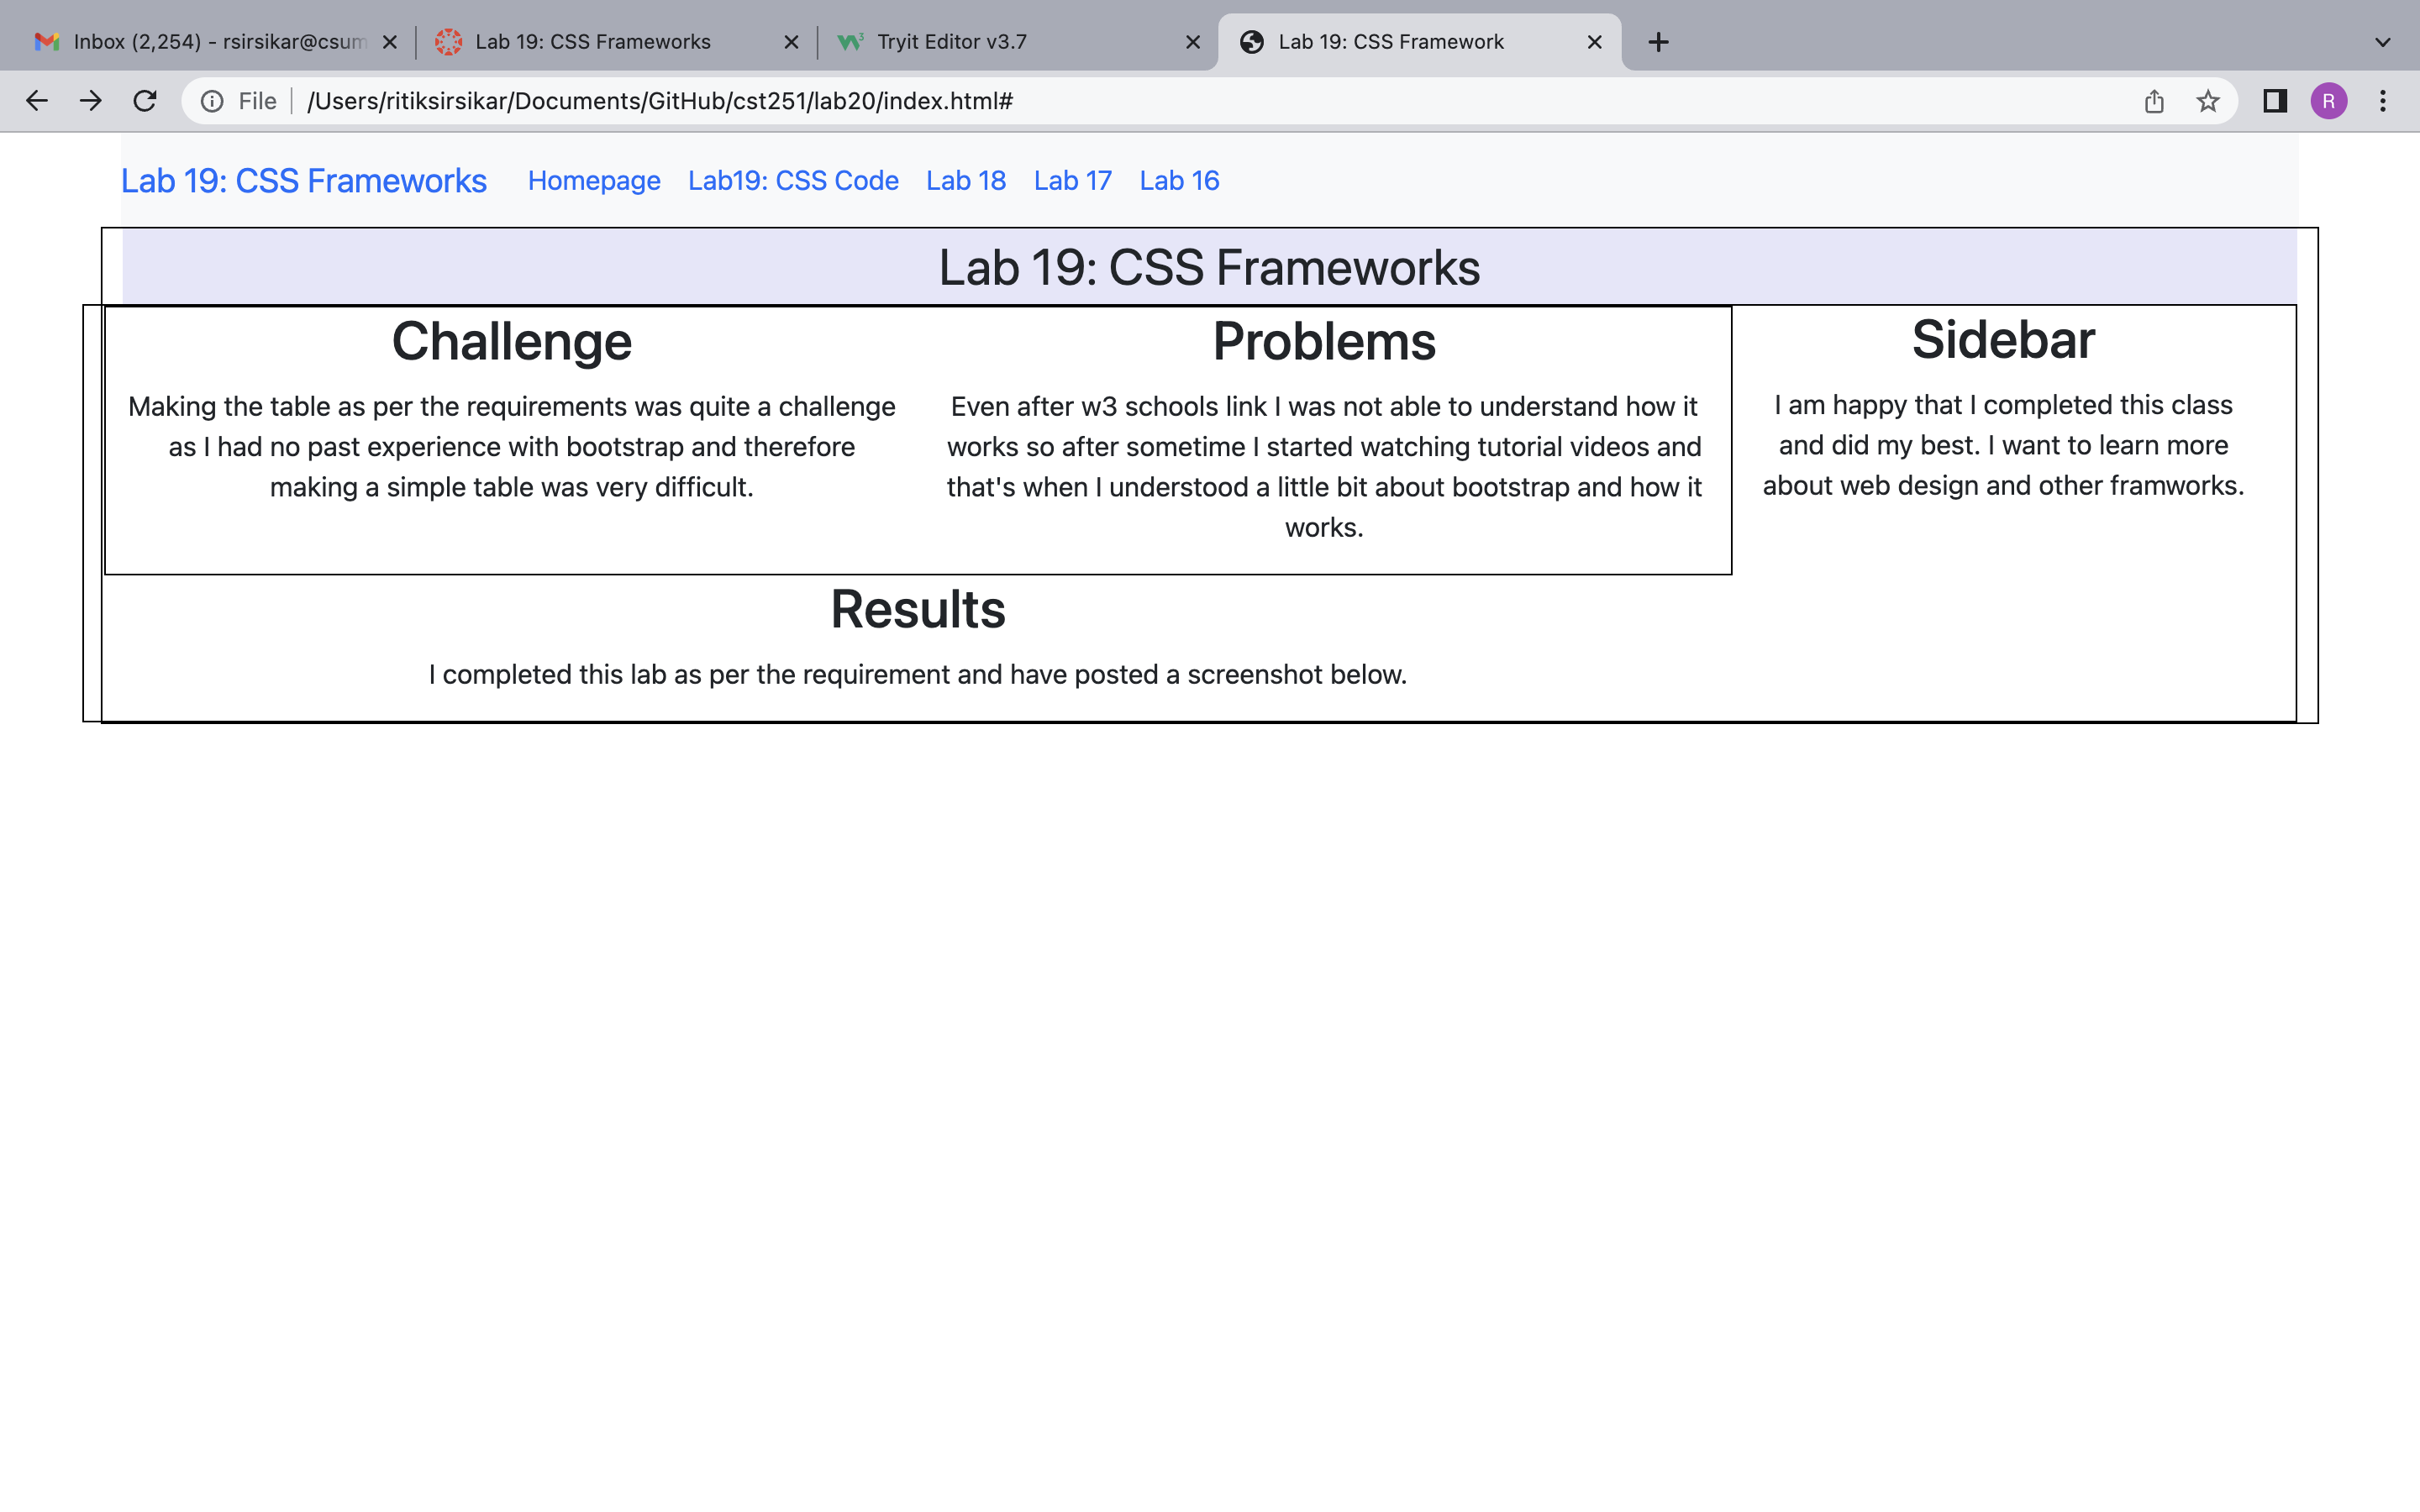 Inbox (2,254) - rsirsikar@csum
Lab 19: CSS Frameworks
Tryit Editor v3.7
Lab 19: CSS Framework
File
/Users/ritiksirsikar/Documents/GitHub/cst251/lab20/index.html#
R
Lab 19: CSS Frameworks
Homepage
Lab19: CSS Code
Lab 18
Lab 17
Lab 16
Lab 19: CSS Frameworks
Challenge
Making the table as per the requirements was quite a challenge
as I had no past experience with bootstrap and therefore
making a simple table was very difficult.
Problems
Even after w3 schools link I was not able to understand how it
works so after sometime I started watching tutorial videos and
that's when I understood a little bit about bootstrap and how it
works.
Sidebar
I am happy that I completed this class
and did my best. I want to learn more
about web design and other framworks.
Results
I completed this lab as per the requirement and have posted a screenshot below.